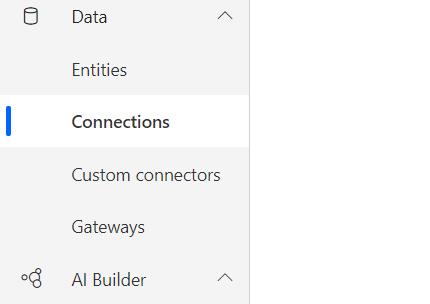 Data
Entities
Connections
Custom connectors
Gateways
AI Builder